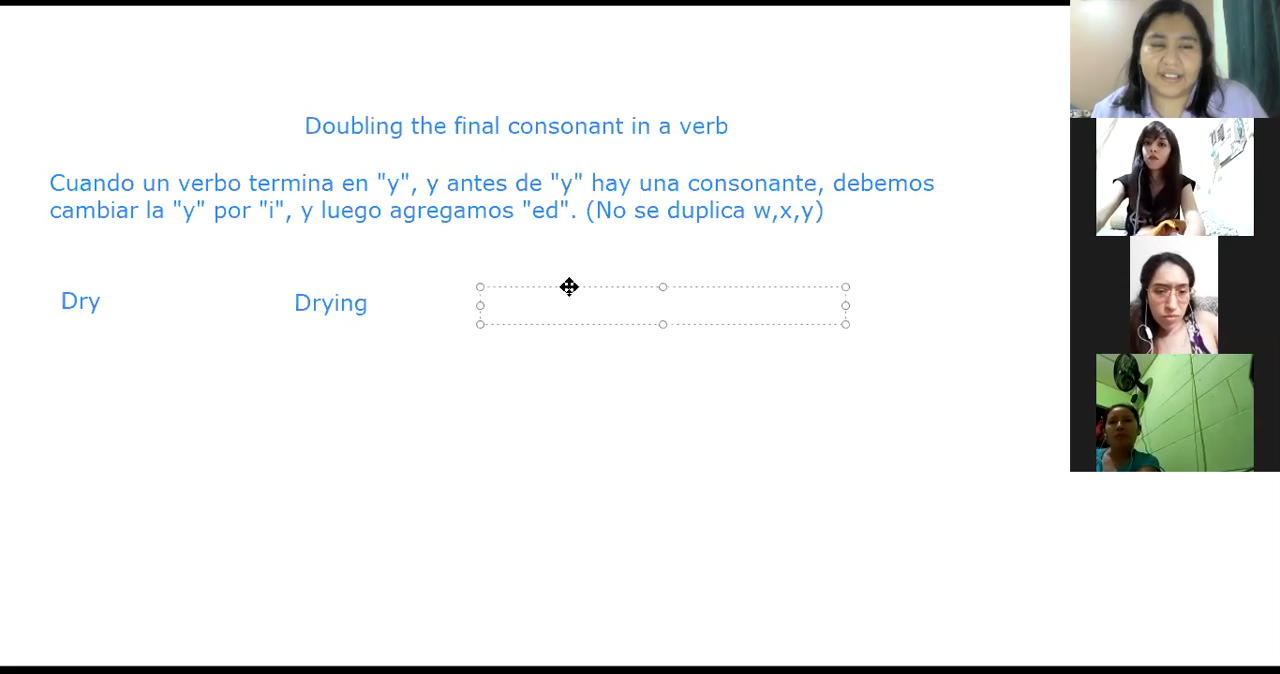 Doubling the final consonant in a verb
Cuando un verbo termina en "y", y antes de "y" hay una consonante, debemos
cambiar la "y" por "i", y luego agregamos "ed". (No se duplica w,x,y)
Dry
Drying